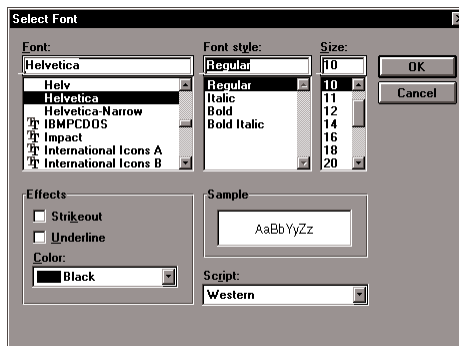 Select Font
Font:
Helvetica
Helv
Helvetica
Helvetica-Narrow
IBMPCDOS
Impact
International Icons A
International Icons B
Font style:
Regular
Regular
Italic
Bold
Bold Italic
Size:
10
10
11
12
14
16
18
20
OK
Cancel
Effects
Strikeout
Underline
Color:
Black
Sample
AaBbYyZz
Script:
Western